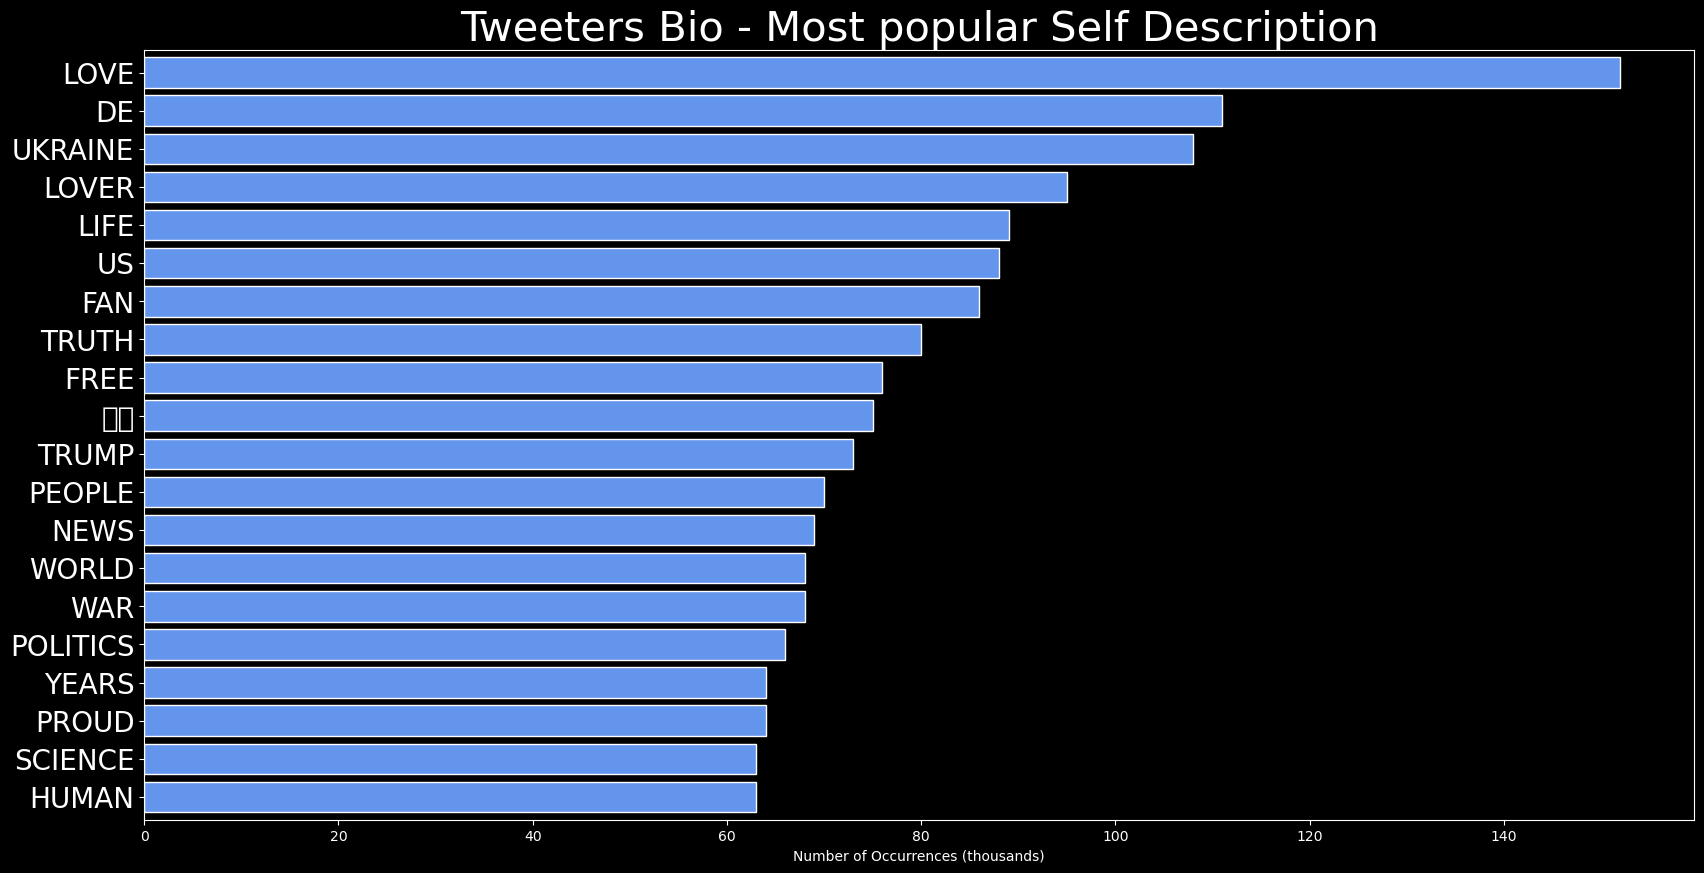 Tweeters Bio - Most popular Self Description
LOVE
DE
UKRAINE
LOVER
LIFE
US
FAN
TRUTH
FREE
TRUMP
PEOPLE
NEWS
WORLD
WAR
POLITICS
YEARS
PROUD
SCIENCE
HUMAN
0 20 40 60 80 100 120 140
Number of Occurrences (thousands)